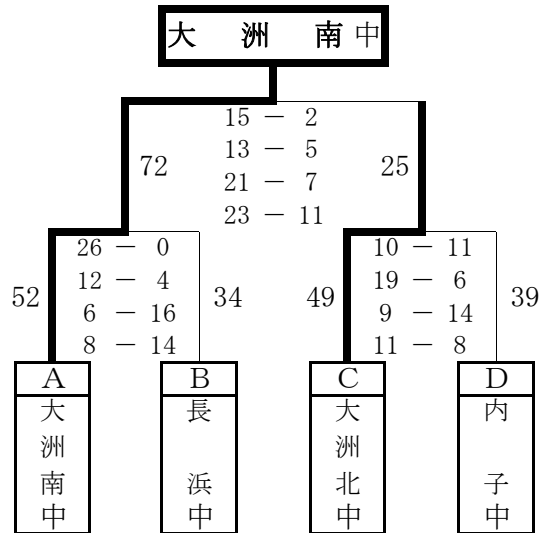 大洲南中
15 － 2
13 － 5
72
25
21 － 7
23 － 11
26 － 0
10 － 11
12 － 4
19 － 6
52
34
49
39
6 － 16
9 － 14
8 － 14
11 － 8
A
B
C
D
大洲南中
長浜中
大洲北中
内子中